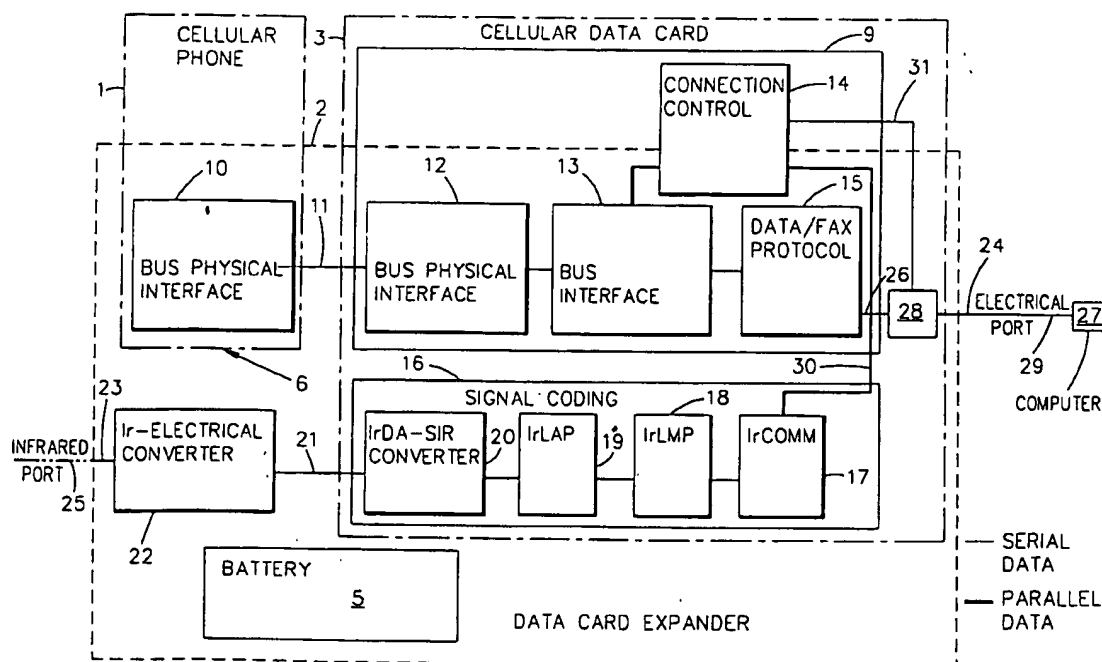 CELLULAR
PHONE
1
2
3
CELLULAR DATA CARD
9
CONNECTION
CONTROL
14
31
10
BUS PHYSICAL
INTERFACE
11
12
BUS PHYSICAL
INTERFACE
13
BUS
INTERFACE
15
DATA/FAX
PROTOCOL
26
28
24
ELECTRICAL
PORT
29
27
COMPUTER
6
16
30
SIGNAL CODING
18
23
INFRARED
PORT
25
Ir-ELECTRICAL
CONVERTER
22
21
IrDA-SIR
CONVERTER
20
IrLAP
19
IrLMP
IrCOMM
17
BATTERY
5
DATA CARD EXPANDER
SERIAL
DATA
PARALLEL
DATA